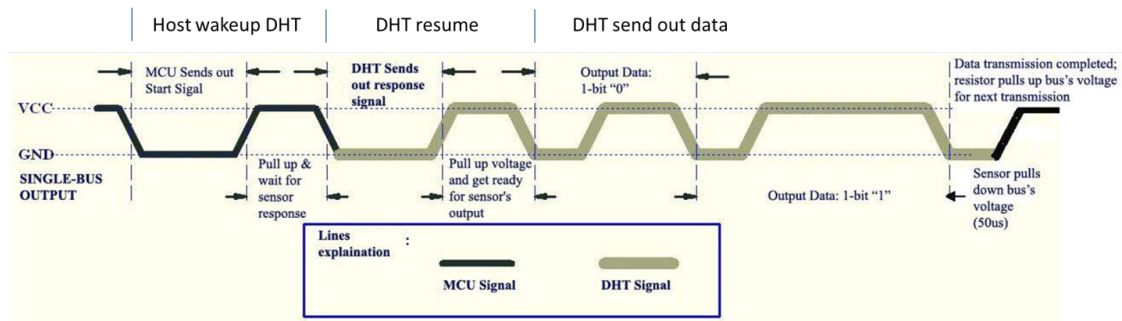 Host wakeup DHT
DHT resume
DHT send out data
MCU Sends out
Start Sigal
DHT Sends
out response
signal
Output Data:
1-bit “0”
Data transmission completed;
resistor pulls up bus’s voltage
for next transmission
VCC
GND
SINGLE-BUS
OUTPUT
Pull up &
wait for
sensor
response
Pull up voltage
and get ready
for sensor's
output
Output Data: 1-bit “1”
Sensor pulls
down bus’s
voltage
(50us)
Lines
explaination :
MCU Signal
DHT Signal